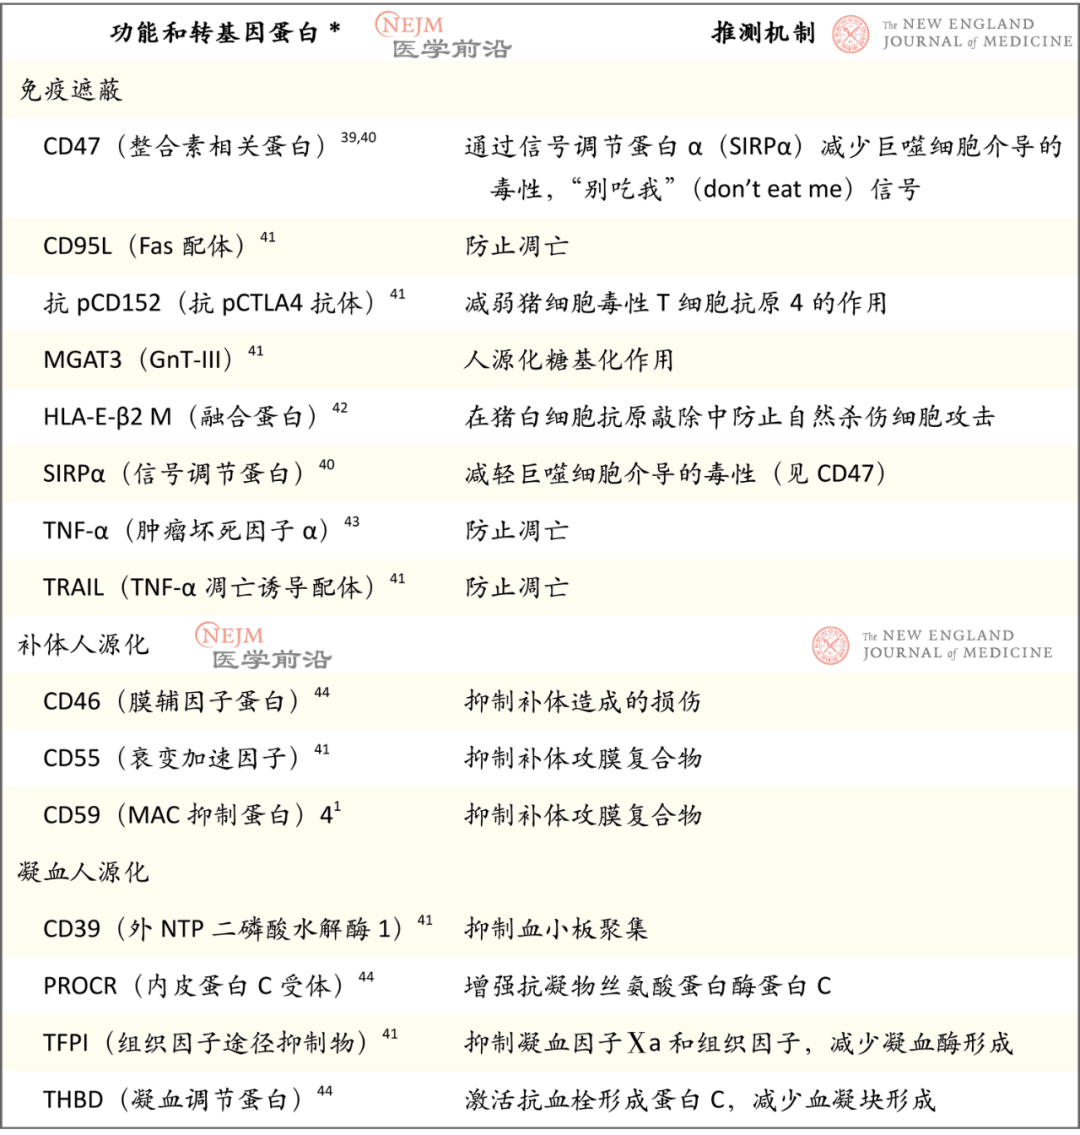 功能和转基因蛋白 * NEJM 医学前沿 推测机制 The NEW ENGLAND JOURNAL of MEDICINE
免疫遮蔽
CD47（整合素相关蛋白）39,40 通过信号调节蛋白 α（SIRPα）减少巨噬细胞介导的
毒性，“别吃我”（don’t eat me）信号
CD95L（Fas 配体）41 防止凋亡
抗 pCD152（抗 pCTLA4 抗体）41 减弱猪细胞毒性 T 细胞抗原 4 的作用
MGAT3（GnT-III）41 人源化糖基化作用
HLA-E-β2 M（融合蛋白）42 在猪白细胞抗原敲除中防止自然杀伤细胞攻击
SIRPα（信号调节蛋白）40 减轻巨噬细胞介导的毒性（见 CD47）
TNF-α（肿瘤坏死因子 α）43 防止凋亡
TRAIL（TNF-α 凋亡诱导配体）41 防止凋亡
补体人源化 NEJM 医学前沿 The NEW ENGLAND JOURNAL of MEDICINE
CD46（膜辅因子蛋白）44 抑制补体造成的损伤
CD55（衰变加速因子）41 抑制补体攻膜复合物
CD59（MAC 抑制蛋白）41 抑制补体攻膜复合物
凝血人源化
CD39（外 NTP 二磷酸水解酶 1）41 抑制血小板聚集
PROCR（内皮蛋白 C 受体）44 增强抗凝物丝氨酸蛋白酶蛋白 C
TFPI（组织因子途径抑制物）41 抑制凝血因子Ⅹa 和组织因子，减少凝血酶形成
THBD（凝血调节蛋白）44 激活抗血栓形成蛋白 C，减少血凝块形成